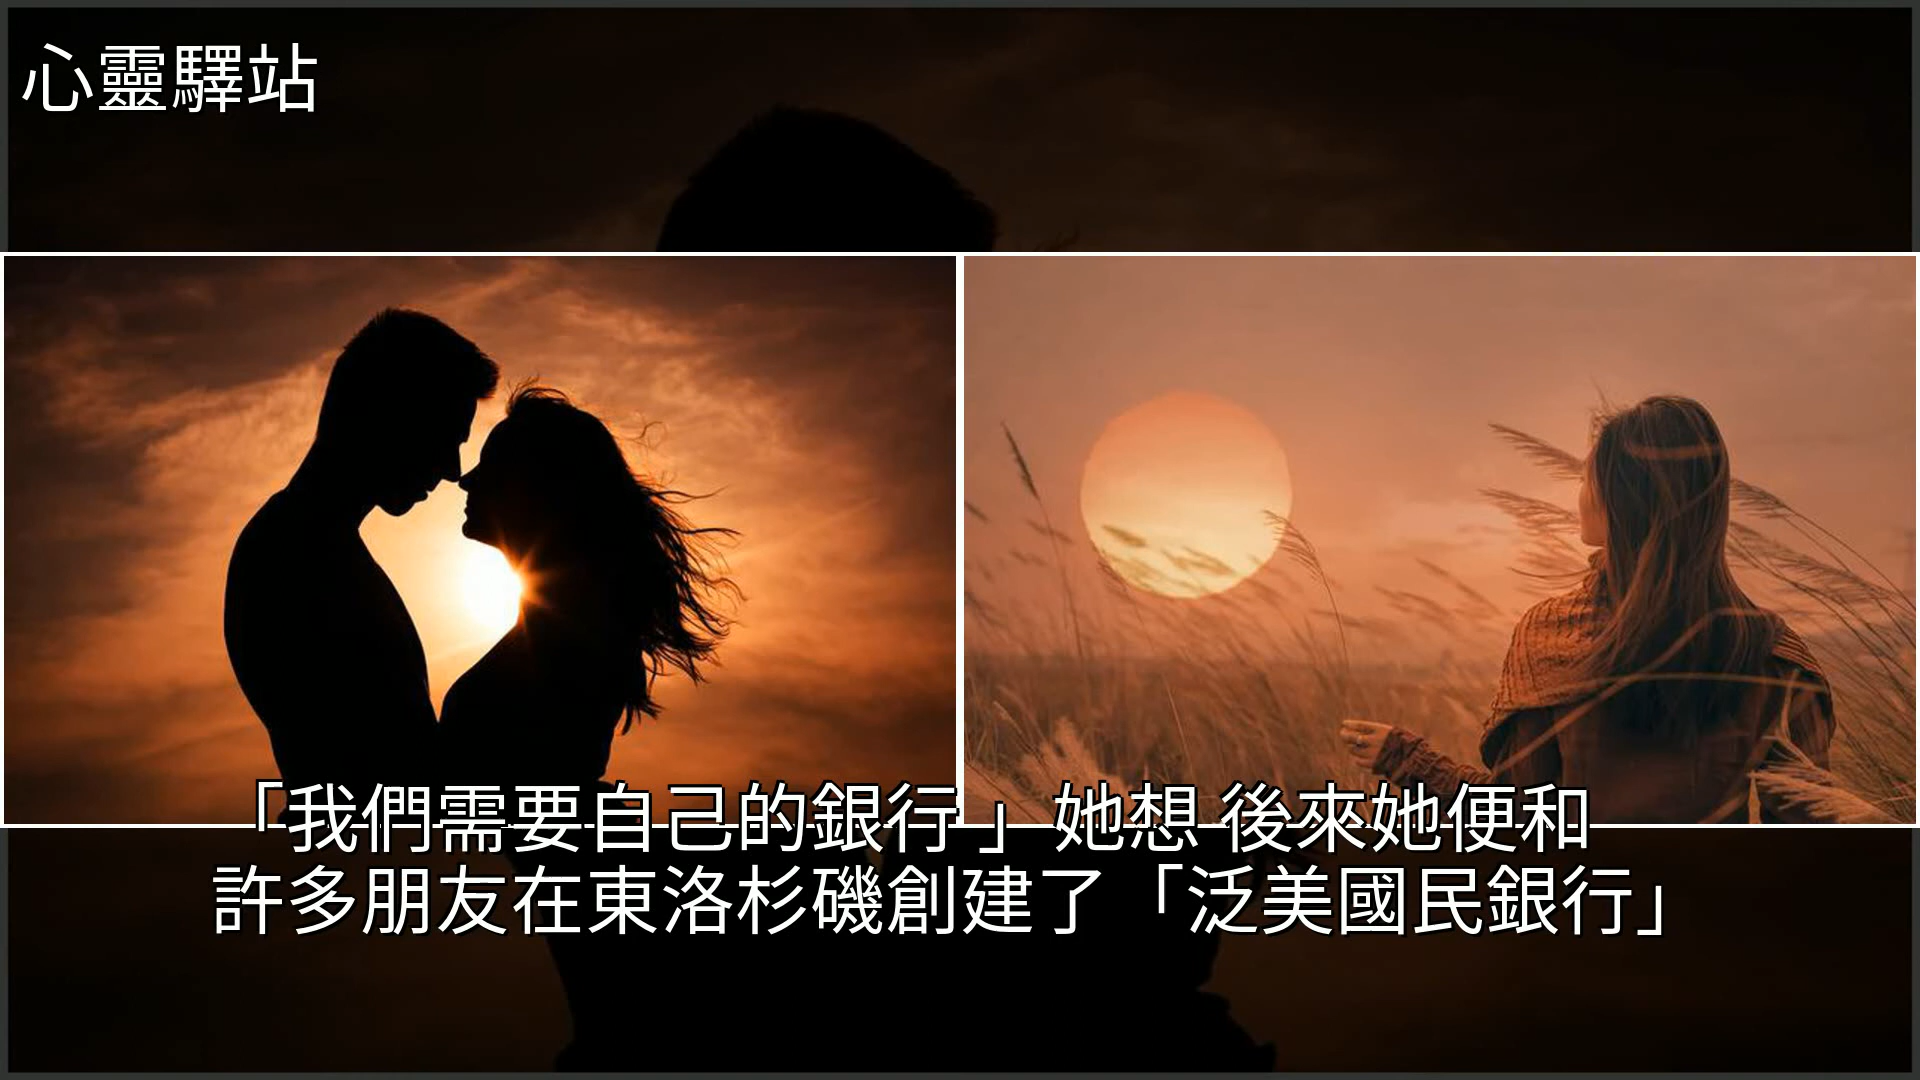 心靈驛站
「我們需要自己的銀行」她想 後來她便和
許多朋友在東洛杉磯創建了「泛美國民銀行」